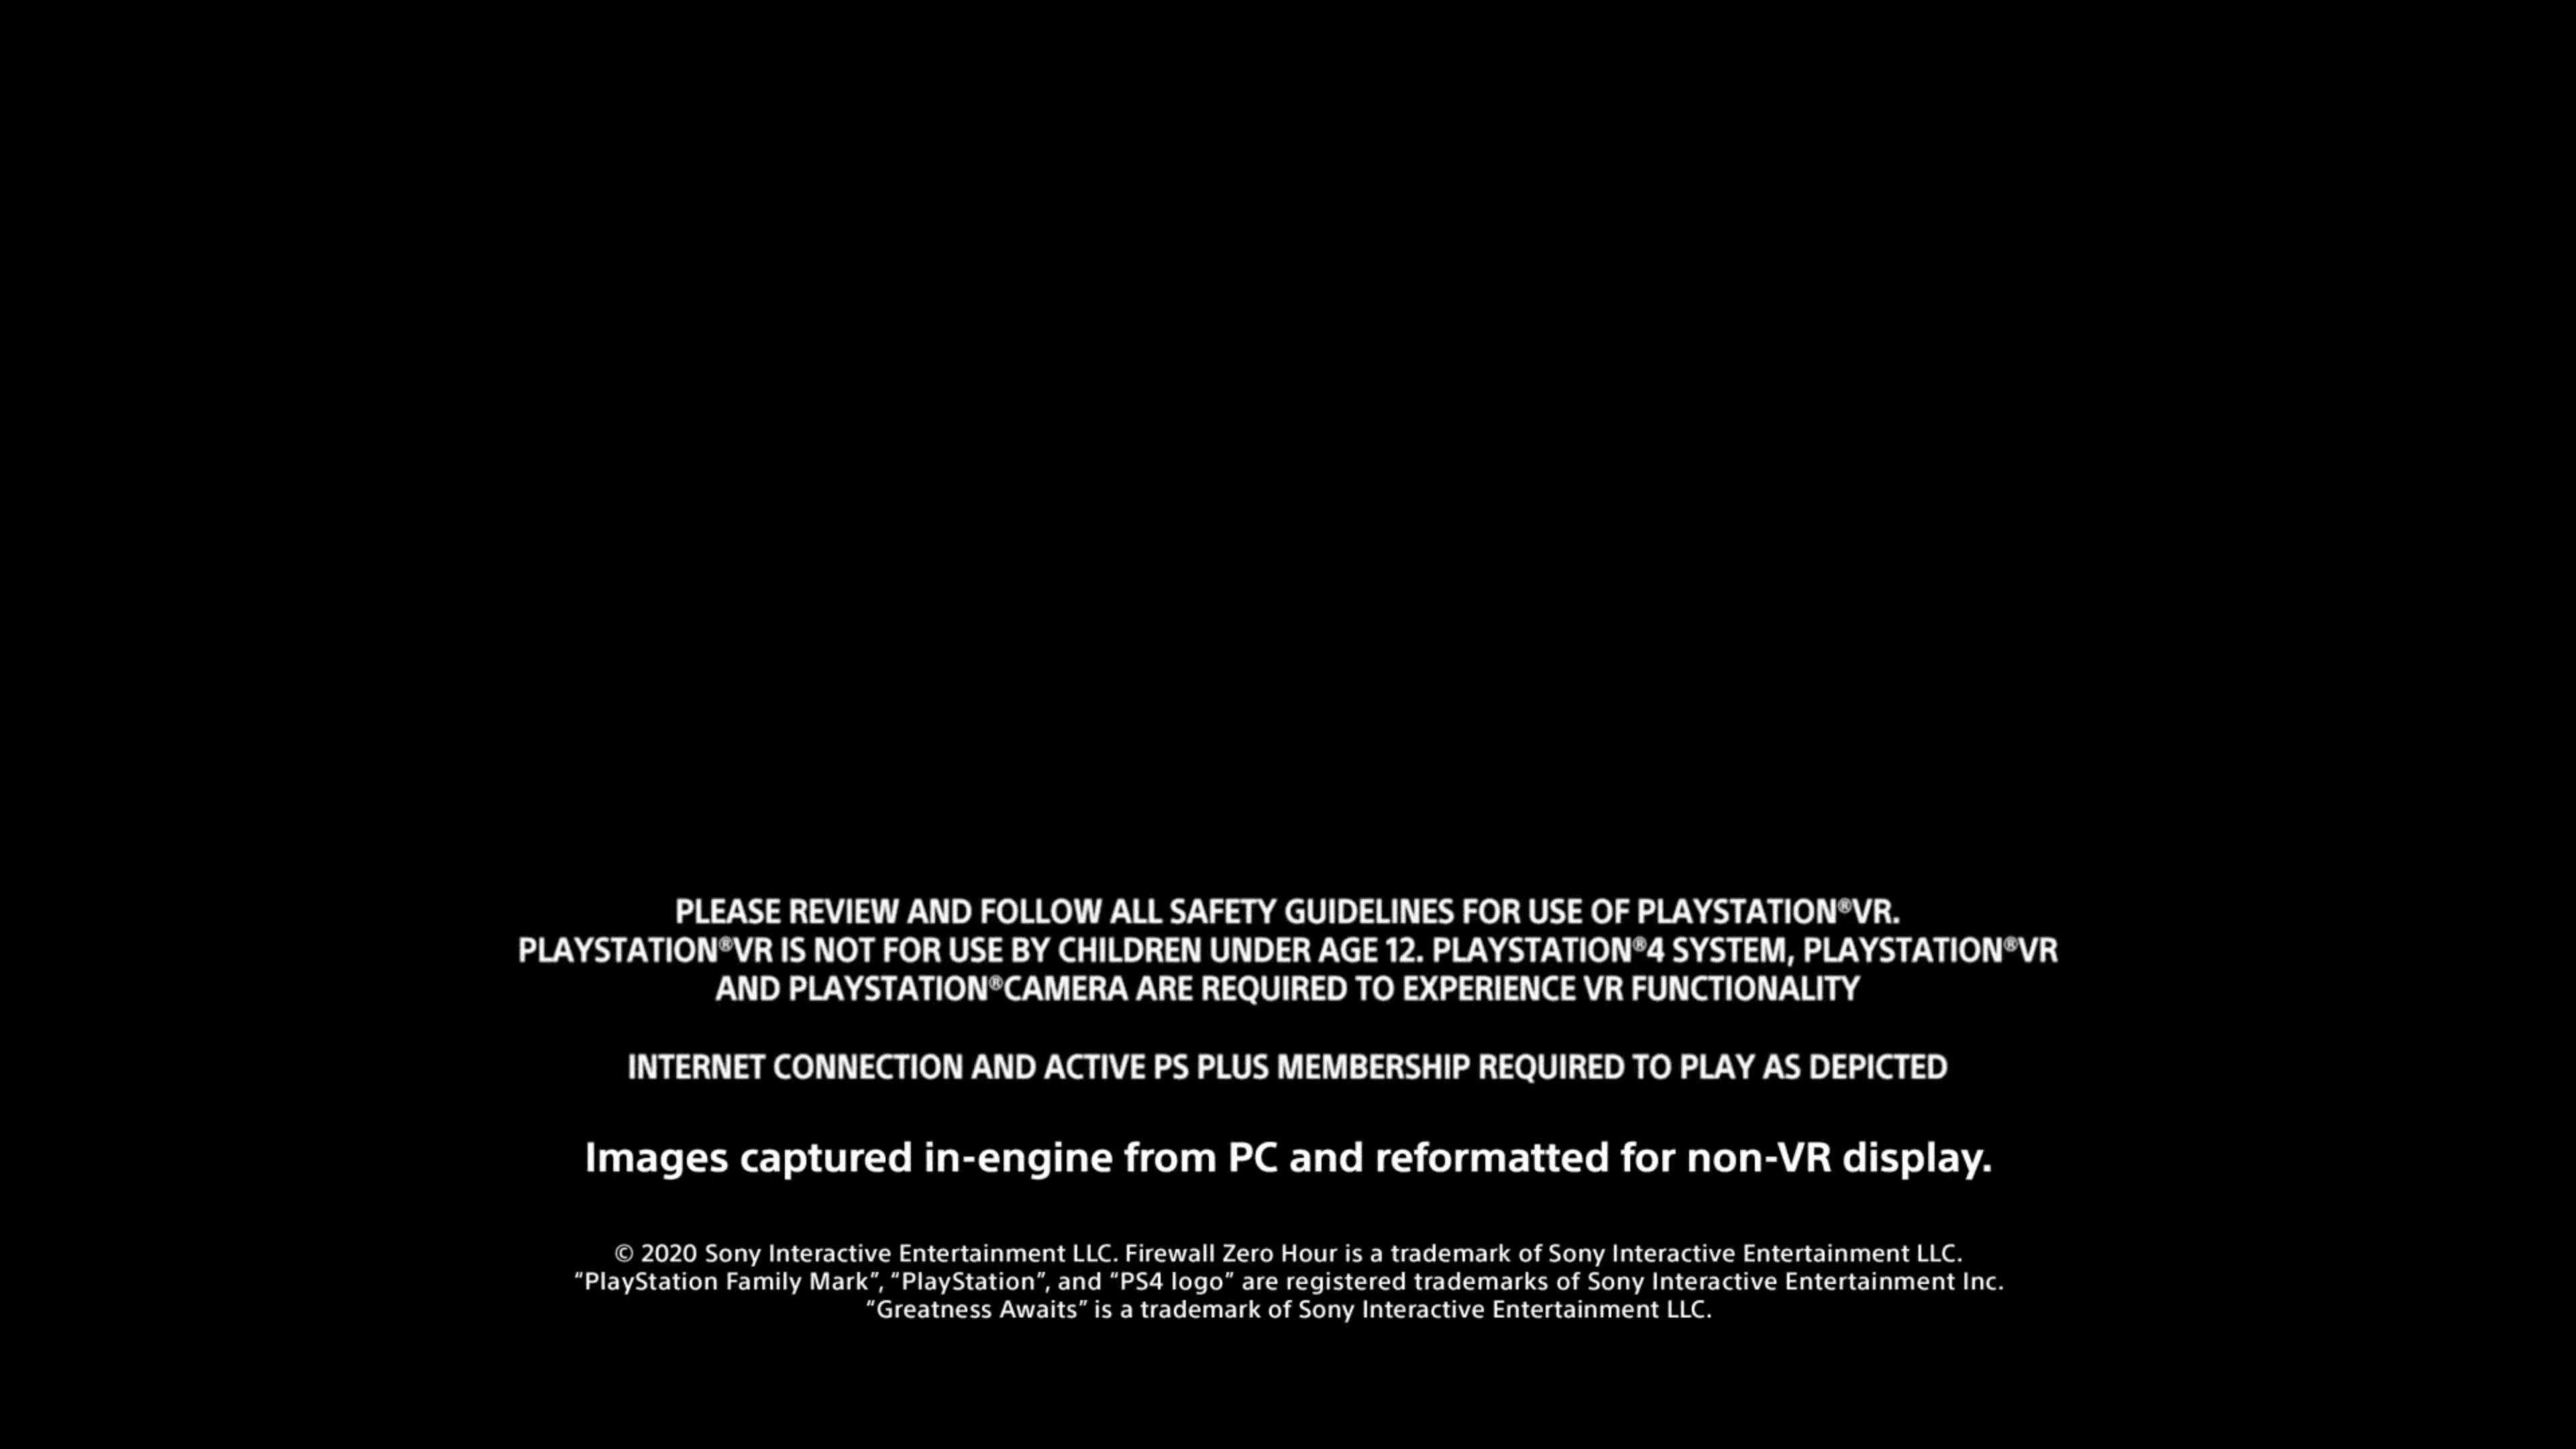 PLEASE REVIEW AND FOLLOW ALL SAFETY GUIDELINES FOR USE OF PLAYSTATION®VR.
PLAYSTATION®VR IS NOT FOR USE BY CHILDREN UNDER AGE 12. PLAYSTATION®4 SYSTEM, PLAYSTATION®VR
AND PLAYSTATION®CAMERA ARE REQUIRED TO EXPERIENCE VR FUNCTIONALITY
INTERNET CONNECTION AND ACTIVE PS PLUS MEMBERSHIP REQUIRED TO PLAY AS DEPICTED
Images captured in-engine from PC and reformatted for non-VR display.
© 2020 Sony Interactive Entertainment LLC. Firewall Zero Hour is a trademark of Sony Interactive Entertainment LLC.
“PlayStation Family Mark”, “PlayStation”, and “PS4 logo” are registered trademarks of Sony Interactive Entertainment Inc.
“Greatness Awaits” is a trademark of Sony Interactive Entertainment LLC.